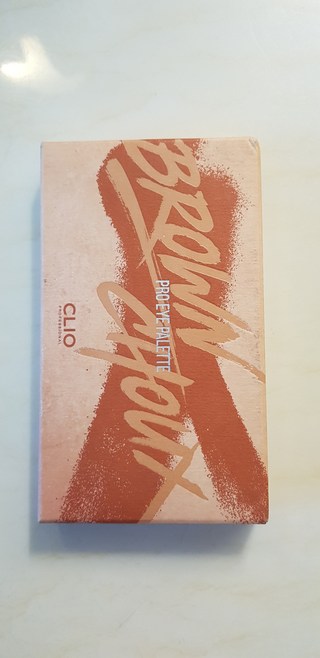 BROWN
PRO EYE PALETTE
CHOUX
CLIO
PROFESSIONAL